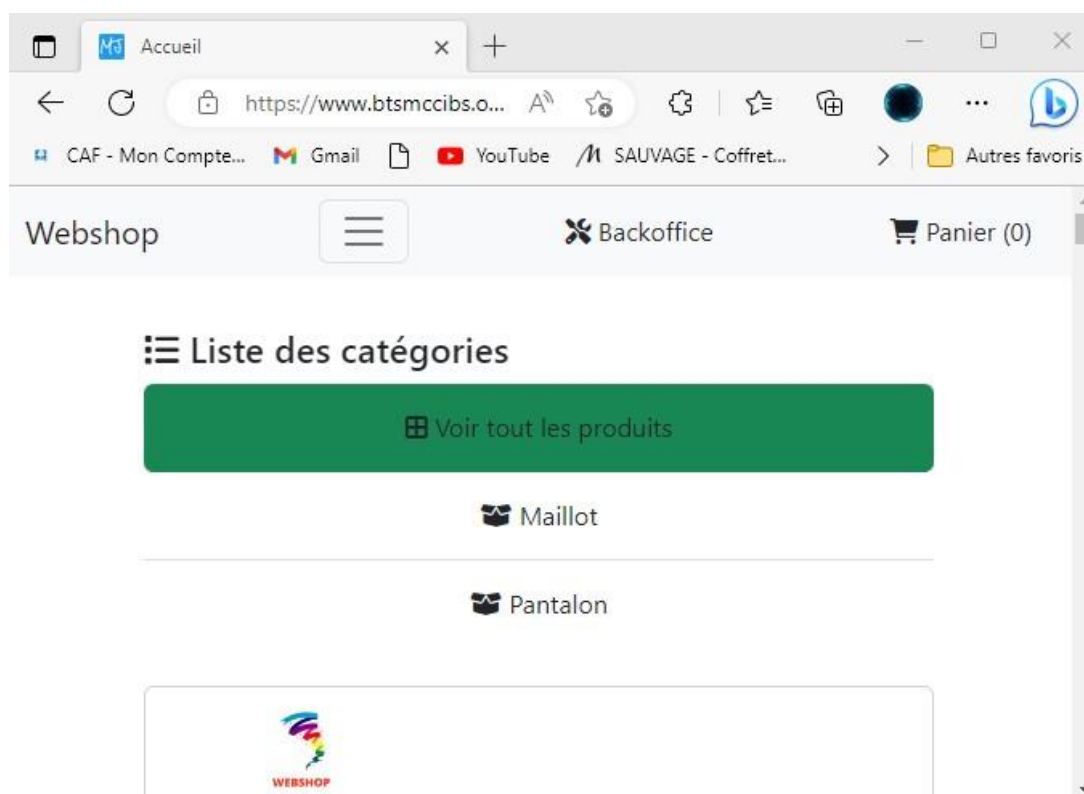 MJ Accueil
https://www.btsmccibs.o...
CAF - Mon Compte... Gmail YouTube SAUVAGE - Coffret... Autres favoris
Webshop Backoffice Panier (0)
Liste des catégories
Voir tout les produits
Maillot
Pantalon
WEBSHOP